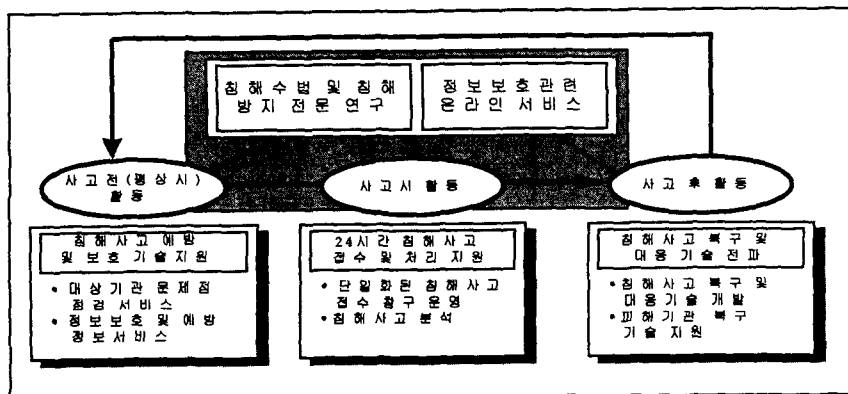 침해수법 및 침해
방지 전문 연구
정보보호관련
온라인 서비스
사고전(평상시)
활동
사고시 활동
사고후 활동
침해사고 예방
및 보호 기술지원
• 대상기관 문제점
점검 서비스
• 정보보호 및 예방
정보서비스
24시간 침해사고
접수 및 처리 지원
• 단일화된 침해사고
접수 창구 운영
• 침해사고 분석
침해사고 복구 및
대응 기술 전파
• 침해사고 복구 및
대응기술 개발
• 피해기관 복구
기술 지원